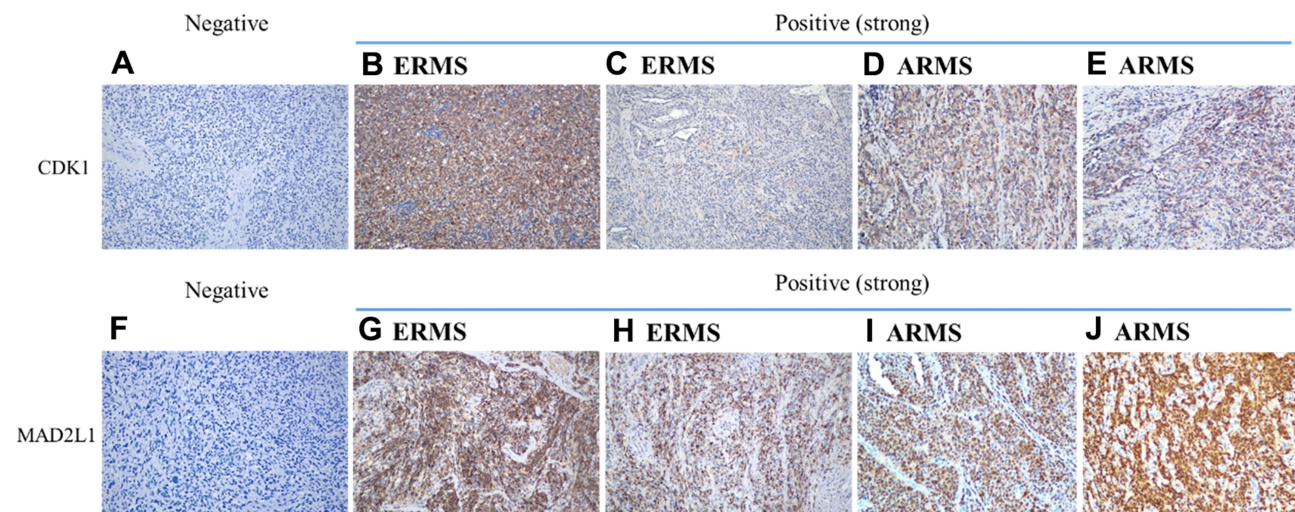 Negative
Positive (strong)
A
B ERMS
C ERMS
D ARMS
E ARMS
CDK1
Negative
Positive (strong)
F
G ERMS
H ERMS
I ARMS
J ARMS
MAD2L1